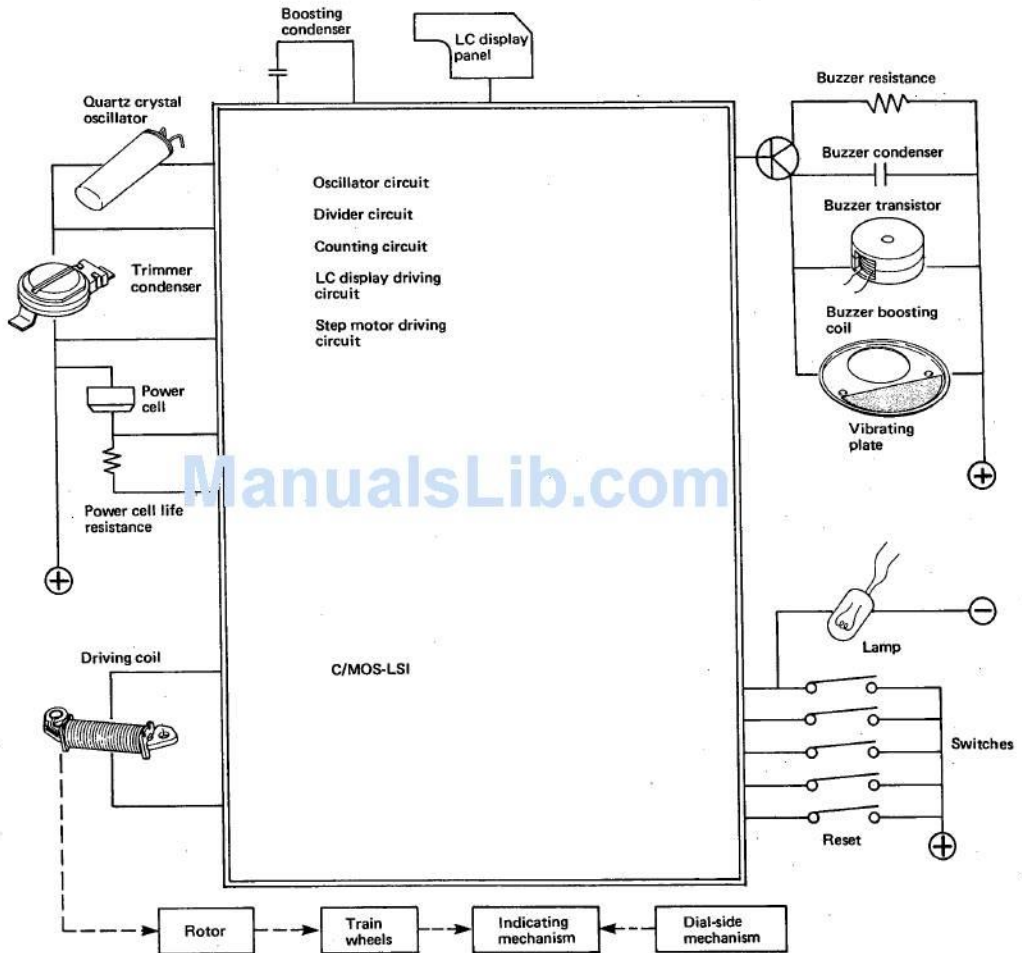 Boosting
condenser
LC display
panel
Quartz crystal
oscillator
Trimmer
condenser
Power
cell
Power cell life
resistance
Driving coil
Oscillator circuit
Divider circuit
Counting circuit
LC display driving
circuit
Step motor driving
circuit
C/MOS-LSI
Buzzer resistance
Buzzer condenser
Buzzer transistor
Buzzer boosting
coil
Vibrating
plate
+
+
−
Lamp
Switches
Reset
+
Rotor
Train
wheels
Indicating
mechanism
Dial-side
mechanism
ManualsLib.com